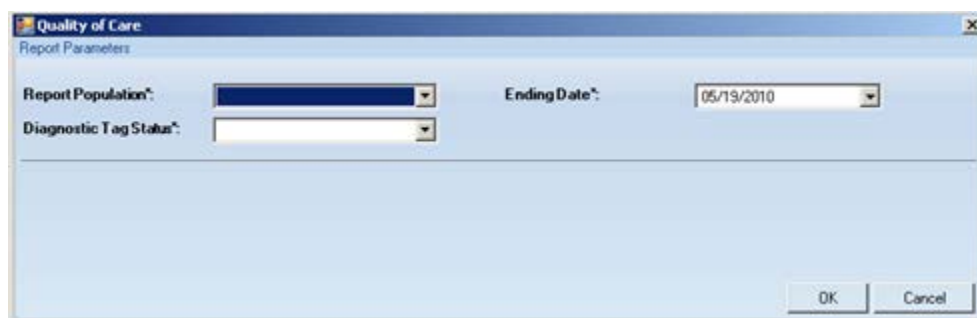 Quality of Care
Report Parameters
Report Population*: Ending Date*: 05/19/2010
Diagnostic Tag Status*:
OK Cancel